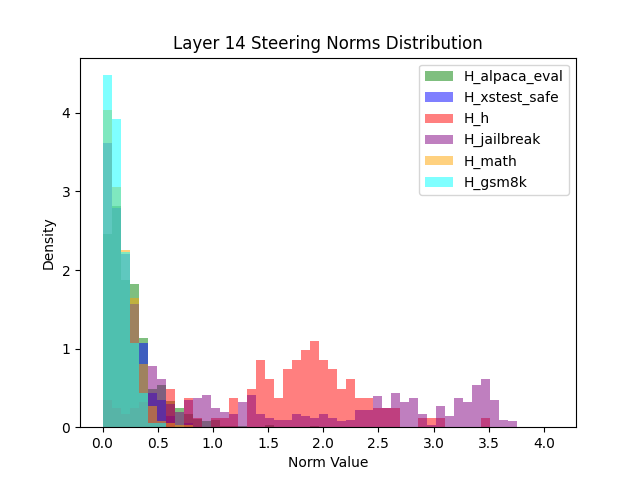 Layer 14 Steering Norms Distribution
H_alpaca_eval
H_xstest_safe
H_h
H_jailbreak
H_math
H_gsm8k
Density
4
3
2
1
0
0.0 0.5 1.0 1.5 2.0 2.5 3.0 3.5 4.0
Norm Value